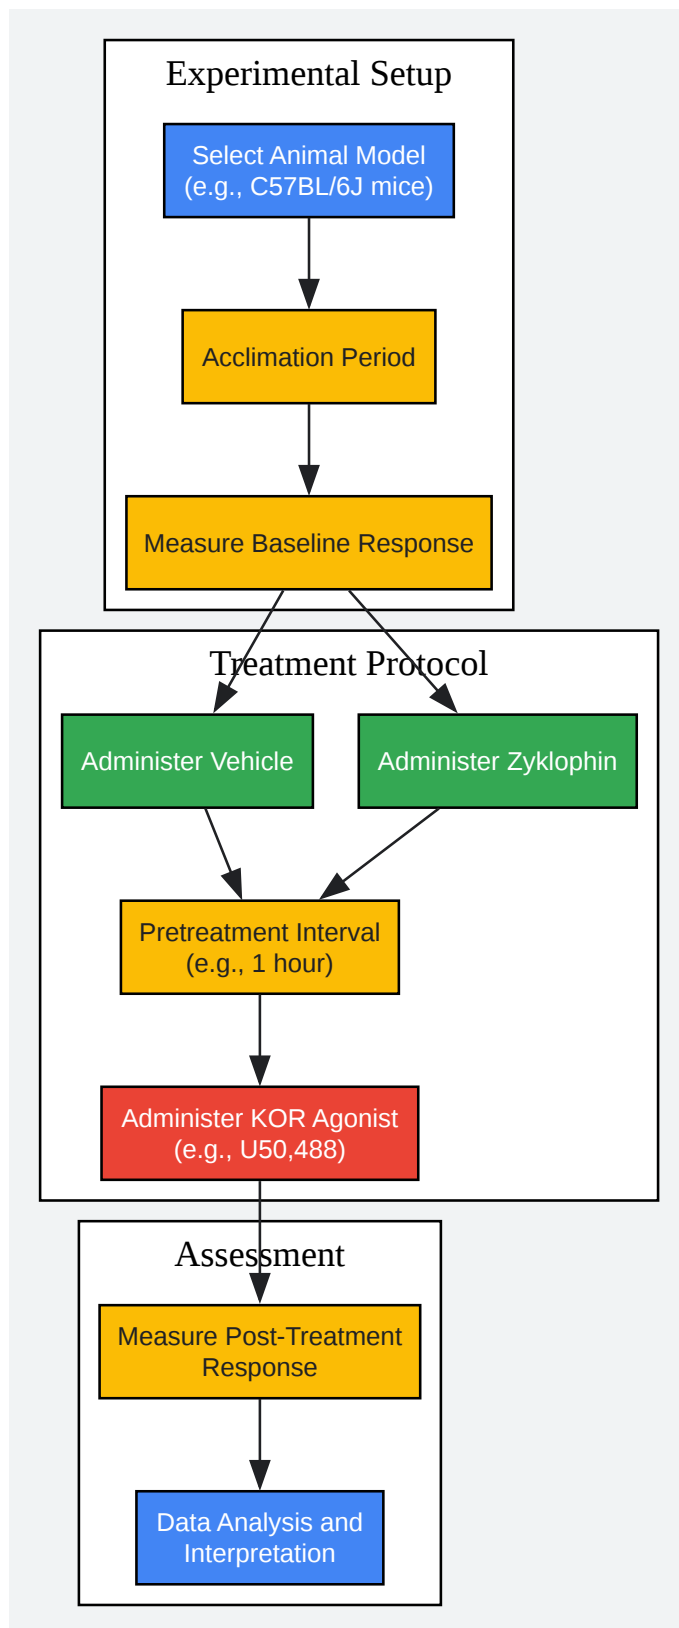 Experimental Setup
Select Animal Model
(e.g., C57BL/6J mice)
Acclimation Period
Measure Baseline Response
Treatment Protocol
Administer Vehicle
Administer Zyklophin
Pretreatment Interval
(e.g., 1 hour)
Administer KOR Agonist
(e.g., U50,488)
Assessment
Measure Post-Treatment
Response
Data Analysis and
Interpretation